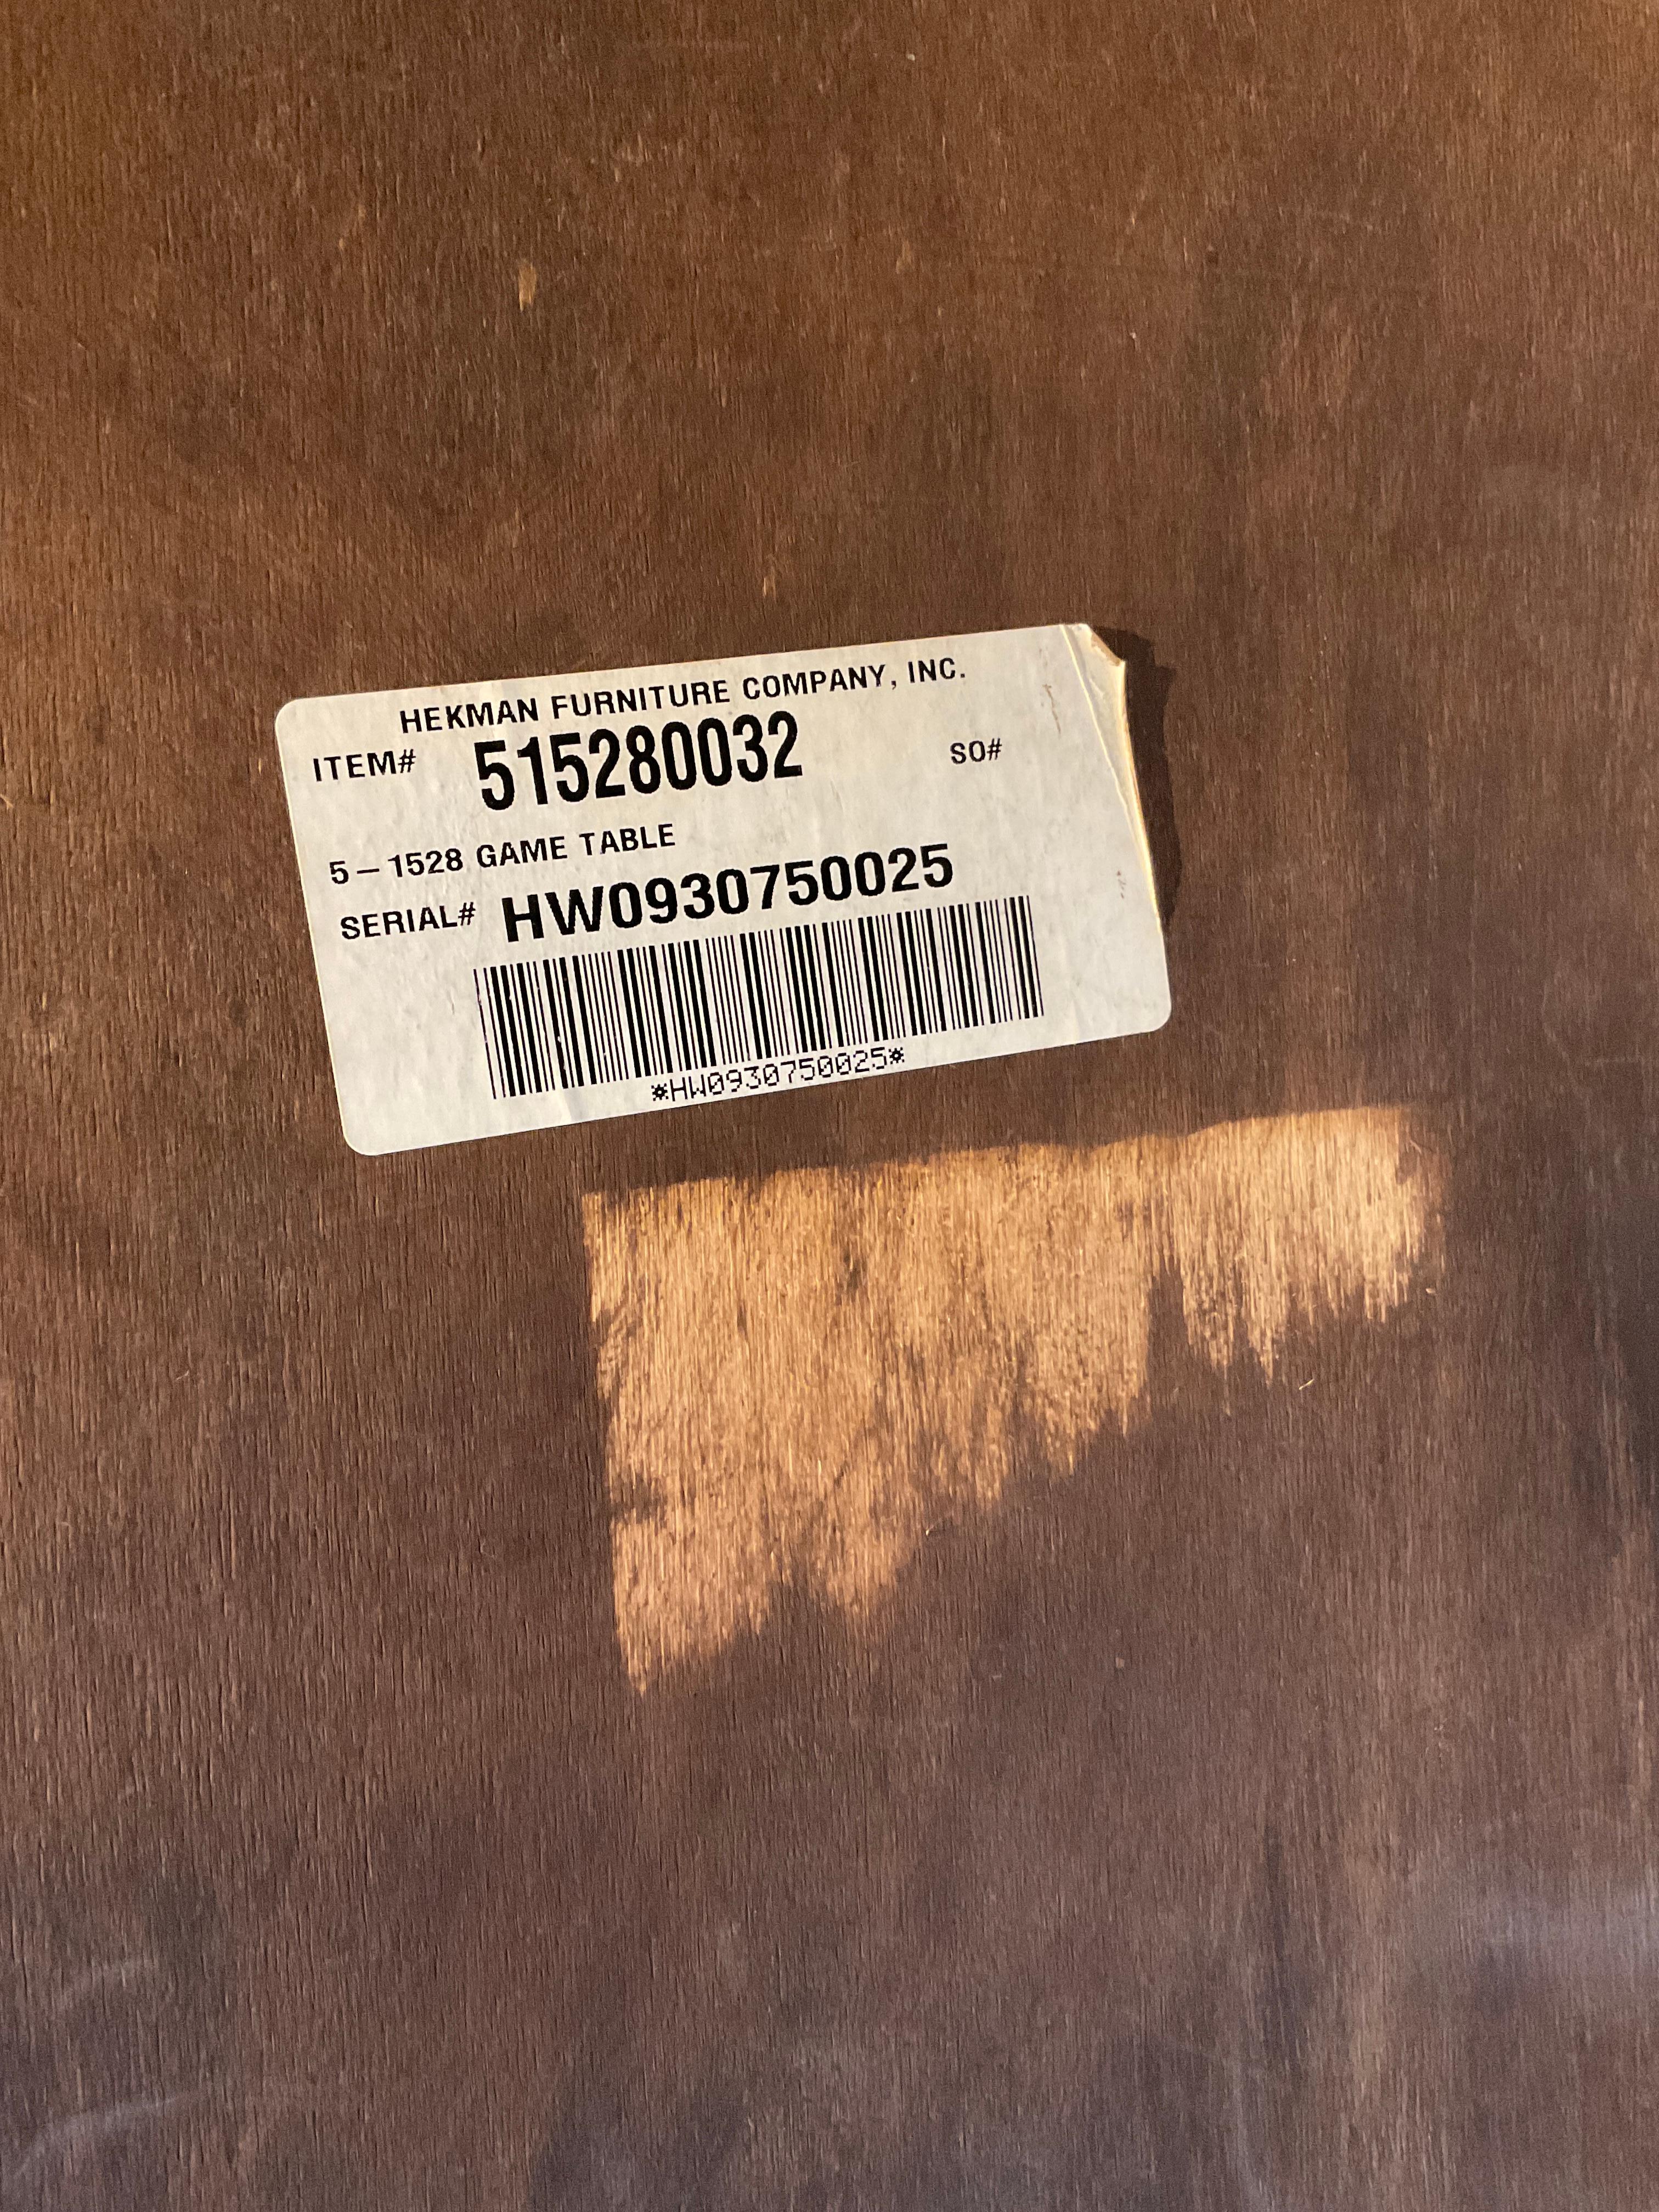 HEKMAN FURNITURE COMPANY, INC.
ITEM# 515280032 SO#
5-1528 GAME TABLE
SERIAL# HW0930750025
*HW0930750025*